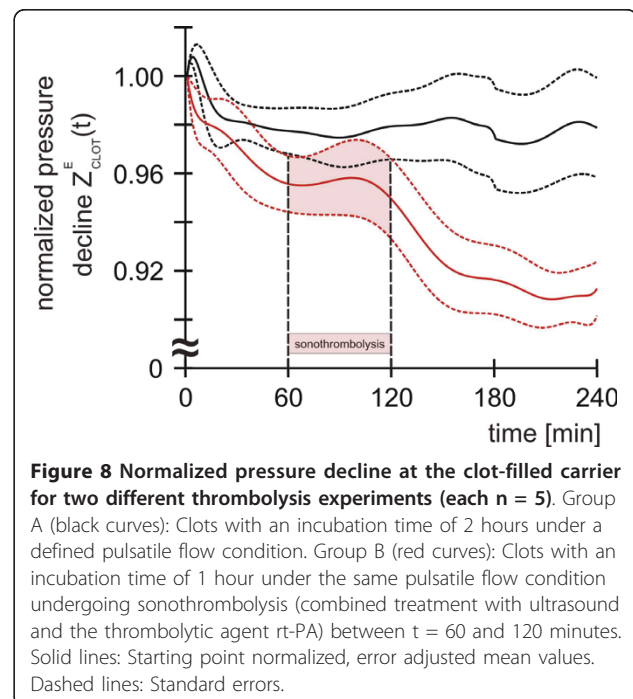 normalized pressure
decline Z^E_CLOT(t)
1.00
0.96
0.92
0
sonothrombolysis
0 60 120 180 240
time [min]
Figure 8 Normalized pressure decline at the clot-filled carrier
for two different thrombolysis experiments (each n = 5). Group
A (black curves): Clots with an incubation time of 2 hours under a
defined pulsatile flow condition. Group B (red curves): Clots with an
incubation time of 1 hour under the same pulsatile flow condition
undergoing sonothrombolysis (combined treatment with ultrasound
and the thrombolytic agent rt-PA) between t = 60 and 120 minutes.
Solid lines: Starting point normalized, error adjusted mean values.
Dashed lines: Standard errors.